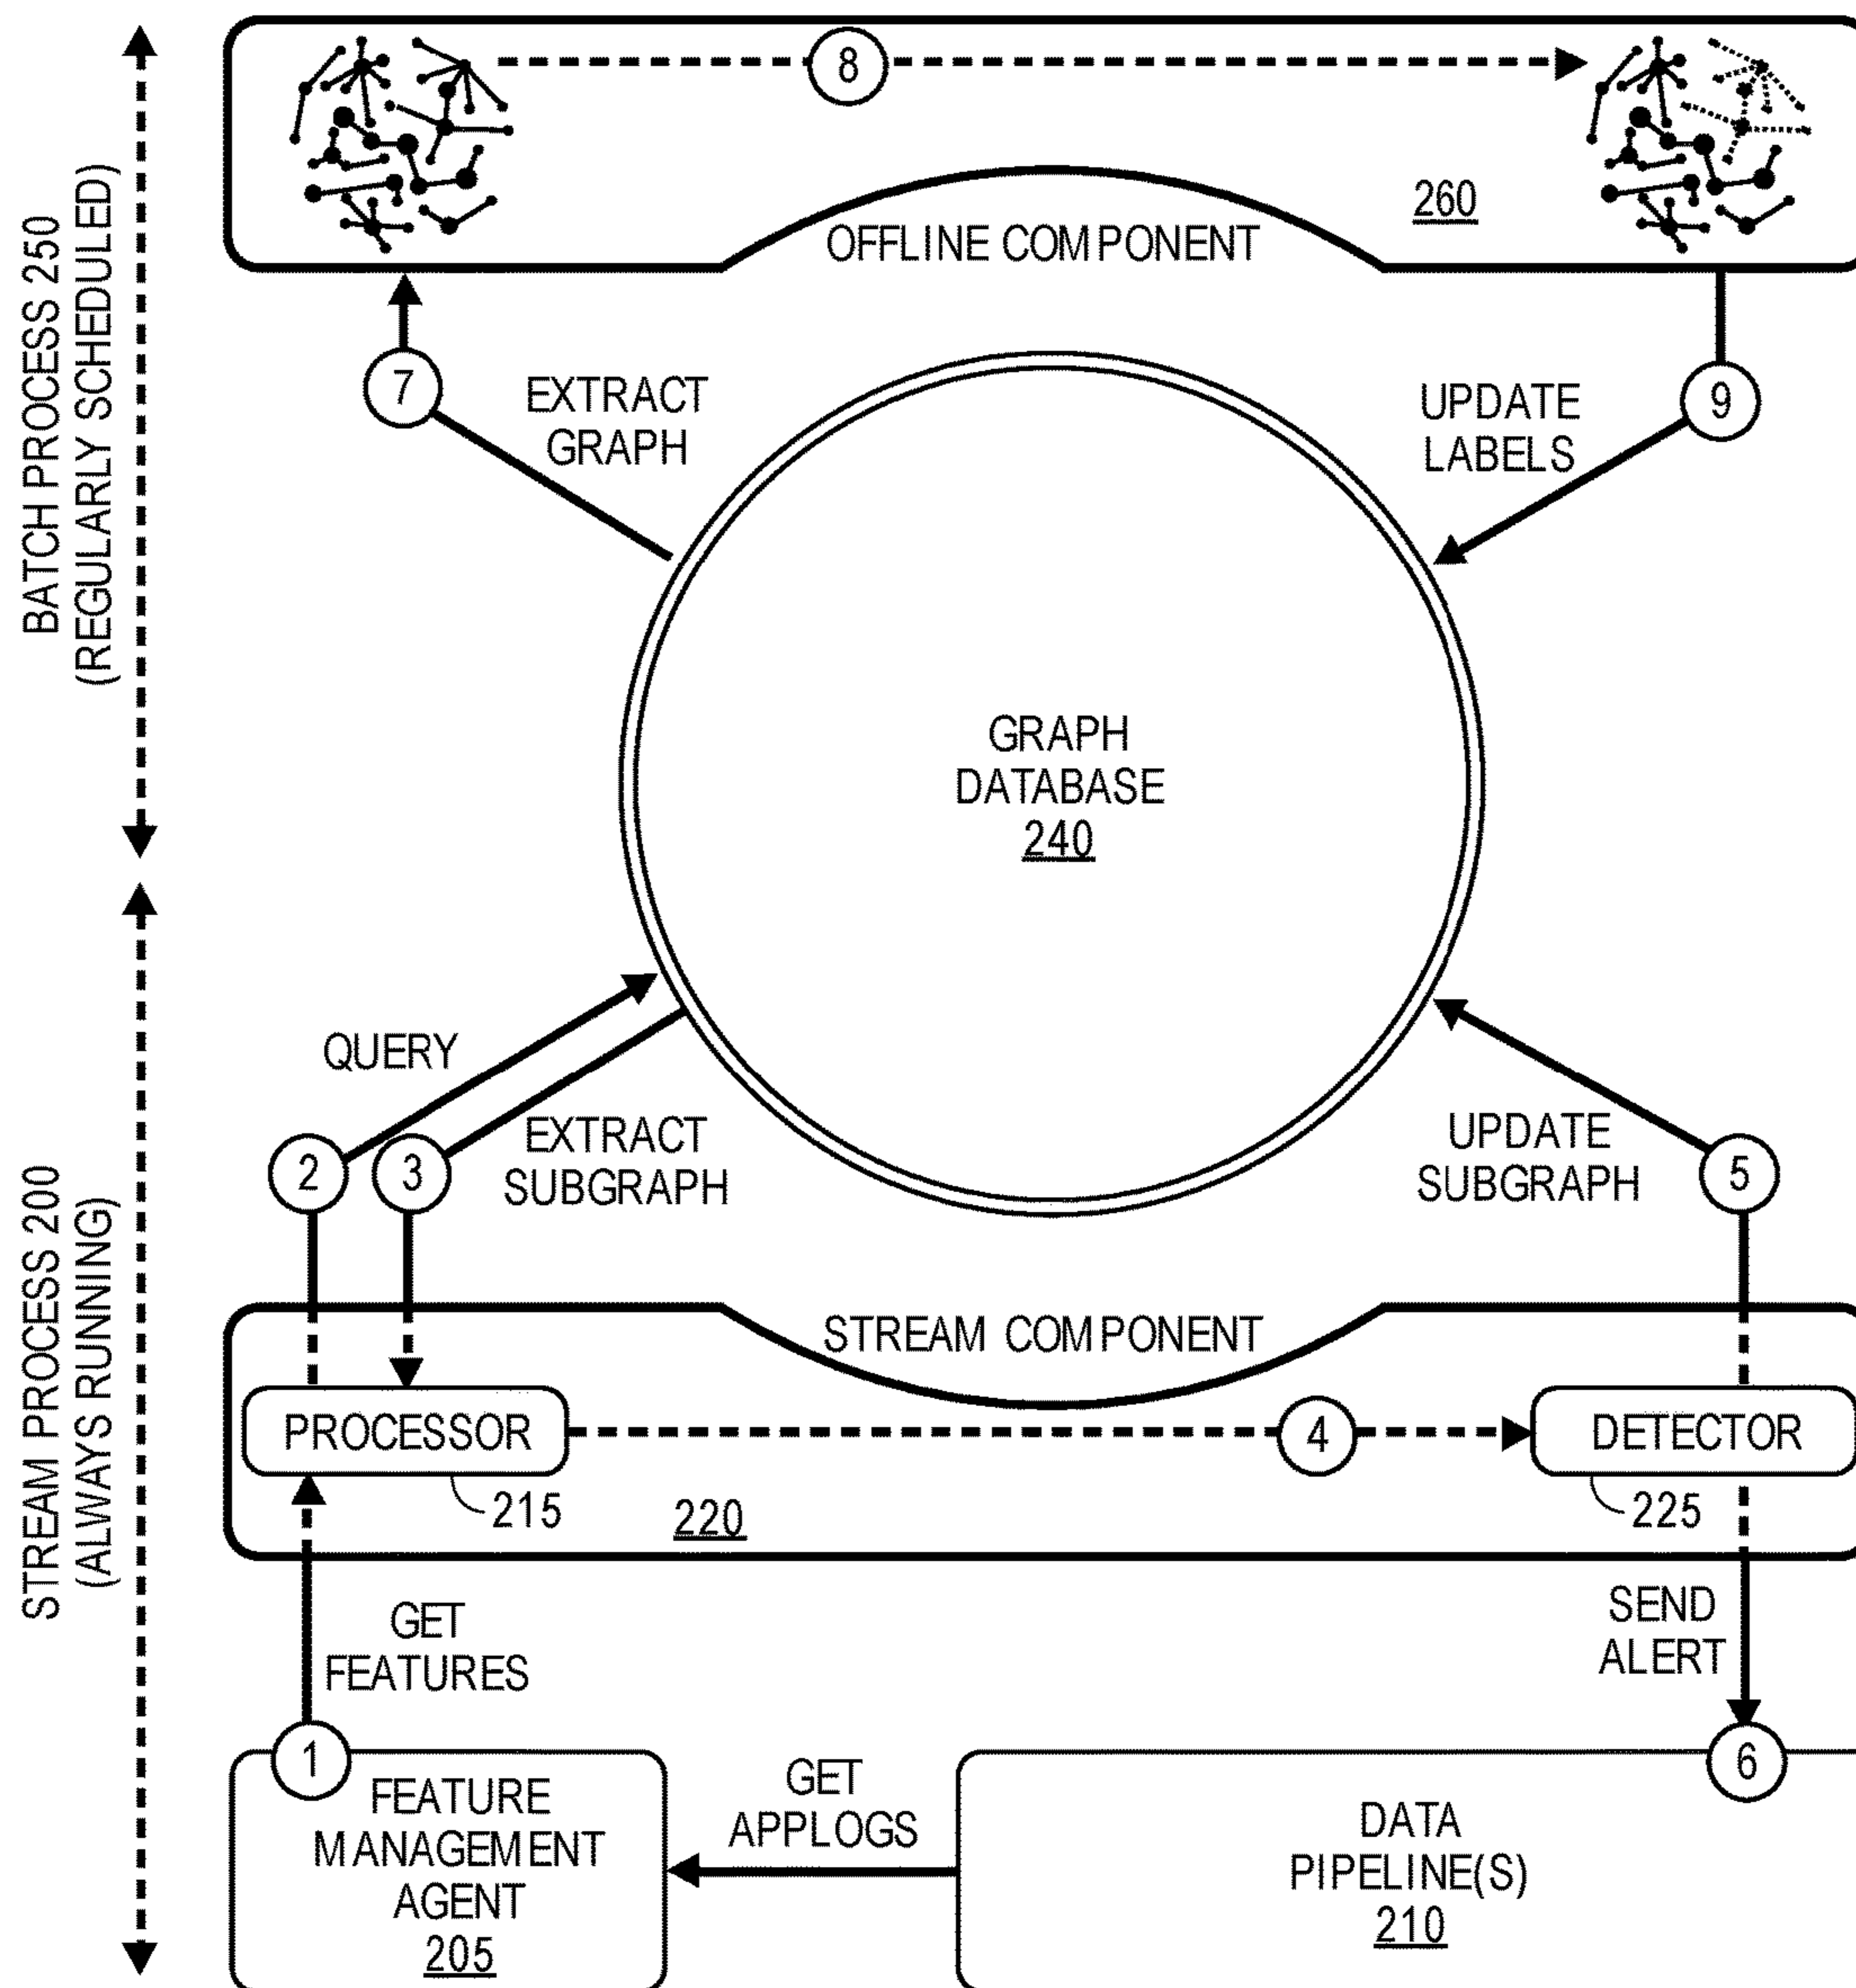 8
260
OFFLINE COMPONENT
BATCH PROCESS 250
(REGULARLY SCHEDULED)
7
EXTRACT
GRAPH
UPDATE
LABELS
9
GRAPH
DATABASE
240
STREAM PROCESS 200
(ALWAYS RUNNING)
QUERY
2
3
EXTRACT
SUBGRAPH
UPDATE
SUBGRAPH
5
STREAM COMPONENT
PROCESSOR
4
DETECTOR
215
220
225
GET
FEATURES
SEND
ALERT
1
FEATURE
MANAGEMENT
AGENT
205
GET
APPLOGS
6
DATA
PIPELINE(S)
210